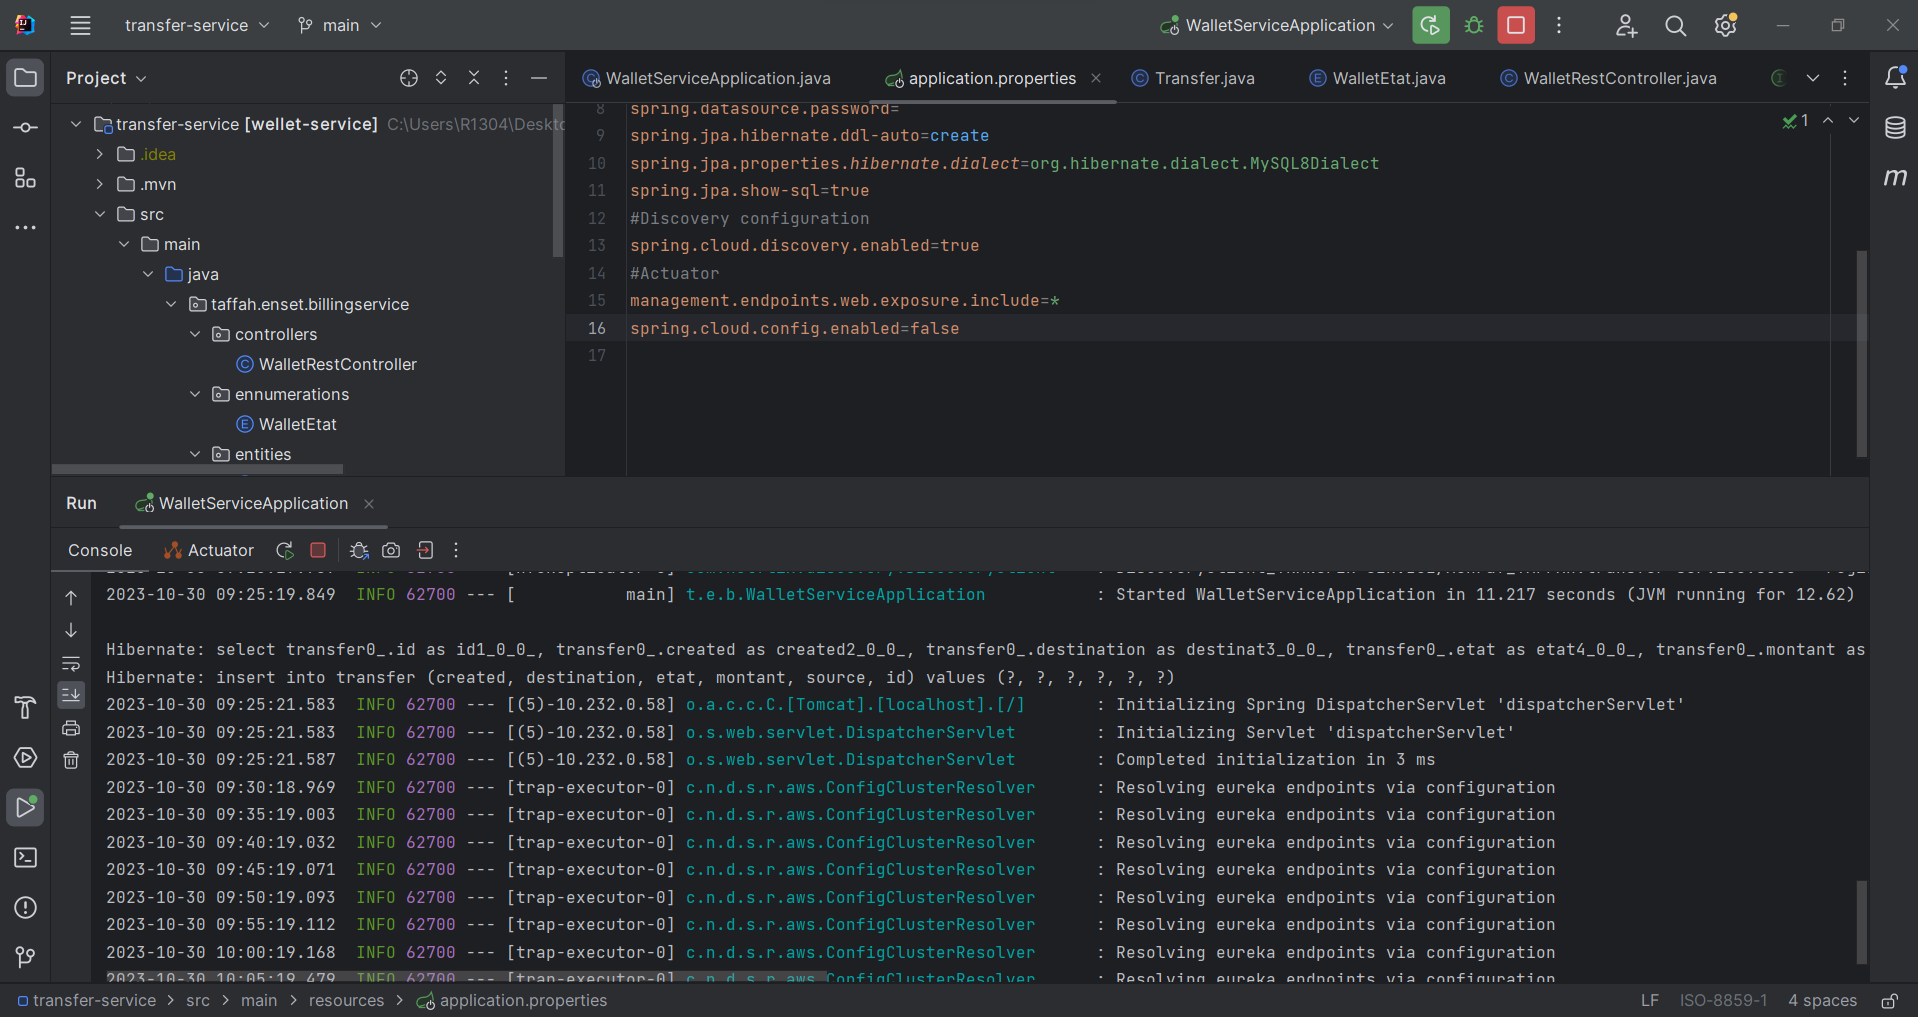 transfer-service main WalletServiceApplication
Project
WalletServiceApplication.java application.properties Transfer.java WalletEtat.java WalletRestController.java
transfer-service [wellet-service] C:\Users\R1304\Deskto
.idea
.mvn
src
main
java
taffah.enset.billingservice
controllers
WalletRestController
ennumerations
WalletEtat
entities
8 spring.datasource.password=
9 spring.jpa.hibernate.ddl-auto=create
10 spring.jpa.properties.hibernate.dialect=org.hibernate.dialect.MySQL8Dialect
11 spring.jpa.show-sql=true
12 #Discovery configuration
13 spring.cloud.discovery.enabled=true
14 #Actuator
15 management.endpoints.web.exposure.include=*
16 spring.cloud.config.enabled=false
17
1
m
Run WalletServiceApplication
Console Actuator
2023-10-30 09:25:19.849 INFO 62700 --- [ main] t.e.b.WalletServiceApplication : Started WalletServiceApplication in 11.217 seconds (JVM running for 12.62)
Hibernate: select transfer0_.id as id1_0_0_, transfer0_.created as created2_0_0_, transfer0_.destination as destinat3_0_0_, transfer0_.etat as etat4_0_0_, transfer0_.montant as
Hibernate: insert into transfer (created, destination, etat, montant, source, id) values (?, ?, ?, ?, ?, ?)
2023-10-30 09:25:21.583 INFO 62700 --- [(5)-10.232.0.58] o.a.c.c.C.[Tomcat].[localhost].[/] : Initializing Spring DispatcherServlet 'dispatcherServlet'
2023-10-30 09:25:21.583 INFO 62700 --- [(5)-10.232.0.58] o.s.web.servlet.DispatcherServlet : Initializing Servlet 'dispatcherServlet'
2023-10-30 09:25:21.587 INFO 62700 --- [(5)-10.232.0.58] o.s.web.servlet.DispatcherServlet : Completed initialization in 3 ms
2023-10-30 09:30:18.969 INFO 62700 --- [trap-executor-0] c.n.d.s.r.aws.ConfigClusterResolver : Resolving eureka endpoints via configuration
2023-10-30 09:35:19.003 INFO 62700 --- [trap-executor-0] c.n.d.s.r.aws.ConfigClusterResolver : Resolving eureka endpoints via configuration
2023-10-30 09:40:19.032 INFO 62700 --- [trap-executor-0] c.n.d.s.r.aws.ConfigClusterResolver : Resolving eureka endpoints via configuration
2023-10-30 09:45:19.071 INFO 62700 --- [trap-executor-0] c.n.d.s.r.aws.ConfigClusterResolver : Resolving eureka endpoints via configuration
2023-10-30 09:50:19.093 INFO 62700 --- [trap-executor-0] c.n.d.s.r.aws.ConfigClusterResolver : Resolving eureka endpoints via configuration
2023-10-30 09:55:19.112 INFO 62700 --- [trap-executor-0] c.n.d.s.r.aws.ConfigClusterResolver : Resolving eureka endpoints via configuration
2023-10-30 10:00:19.168 INFO 62700 --- [trap-executor-0] c.n.d.s.r.aws.ConfigClusterResolver : Resolving eureka endpoints via configuration
2023-10-30 10:05:19.479 INFO 62700 --- [trap-executor-0] c.n.d.s.r.aws.ConfigClusterResolver : Resolving eureka endpoints via configuration
transfer-service > src > main > resources > application.properties LF ISO-8859-1 4 spaces